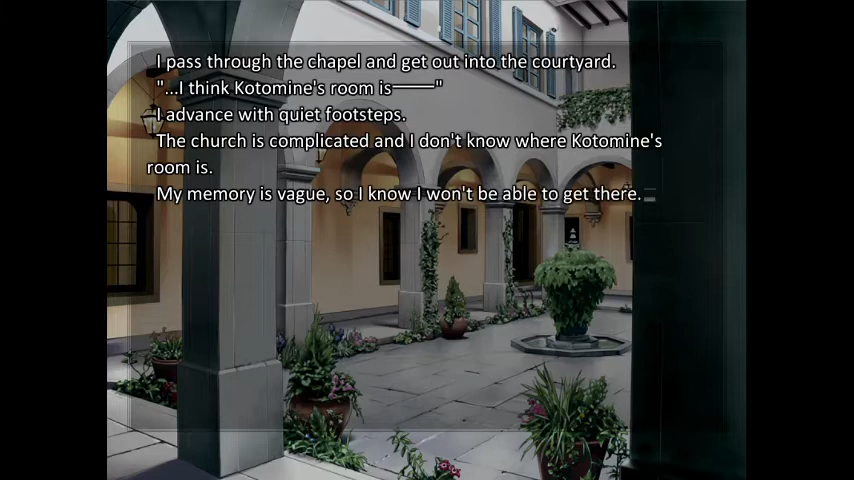 I pass through the chapel and get out into the courtyard.
"...I think Kotomine's room is───"
I advance with quiet footsteps.
The church is complicated and I don't know where Kotomine's
room is.
My memory is vague, so I know I won't be able to get there.